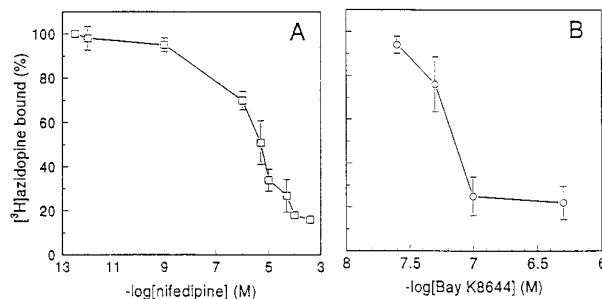 A
B
[³H]azidopine bound (%)
100
80
60
40
20
0
13 11 9 7 5 3
-log[nifedipine] (M)
8 7.5 7 6.5 6
-log[Bay K8644] (M)